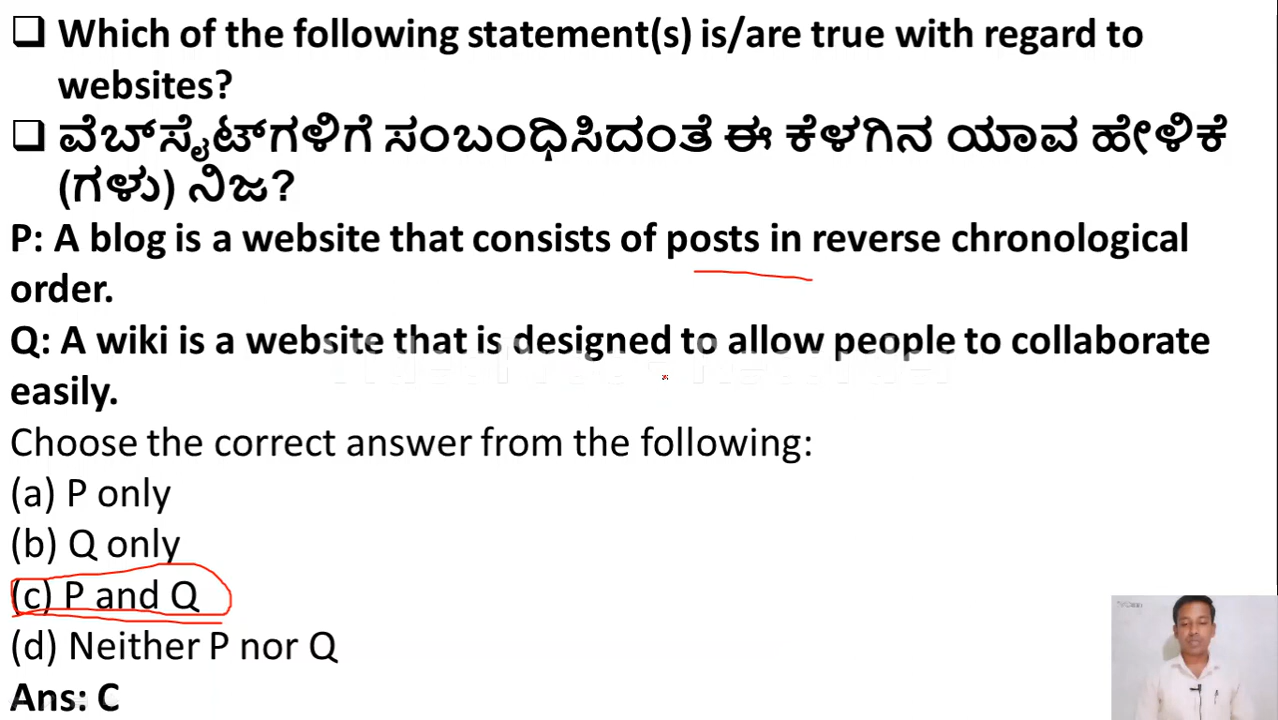 ❑ Which of the following statement(s) is/are true with regard to
websites?
❑ ವೆಬ್‌ಸೈಟ್‌ಗಳಿಗೆ ಸಂಬಂಧಿಸಿದಂತೆ ಈ ಕೆಳಗಿನ ಯಾವ ಹೇಳಿಕೆ
(ಗಳು) ನಿಜ?
P: A blog is a website that consists of posts in reverse chronological
order.
Q: A wiki is a website that is designed to allow people to collaborate
easily.
Choose the correct answer from the following:
(a) P only
(b) Q only
(c) P and Q
(d) Neither P nor Q
Ans: C